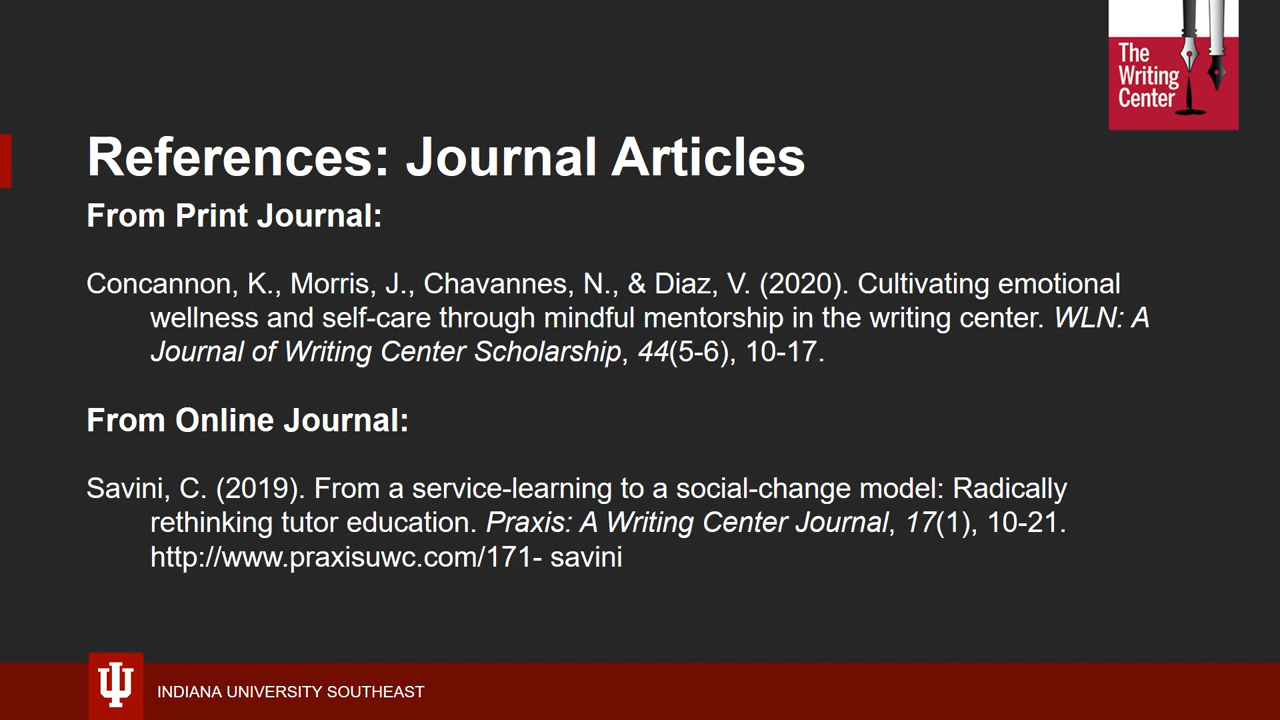 The
Writing
Center
References: Journal Articles
From Print Journal:
Concannon, K., Morris, J., Chavannes, N., & Diaz, V. (2020). Cultivating emotional
wellness and self-care through mindful mentorship in the writing center. WLN: A
Journal of Writing Center Scholarship, 44(5-6), 10-17.
From Online Journal:
Savini, C. (2019). From a service-learning to a social-change model: Radically
rethinking tutor education. Praxis: A Writing Center Journal, 17(1), 10-21.
http://www.praxisuwc.com/171- savini
INDIANA UNIVERSITY SOUTHEAST